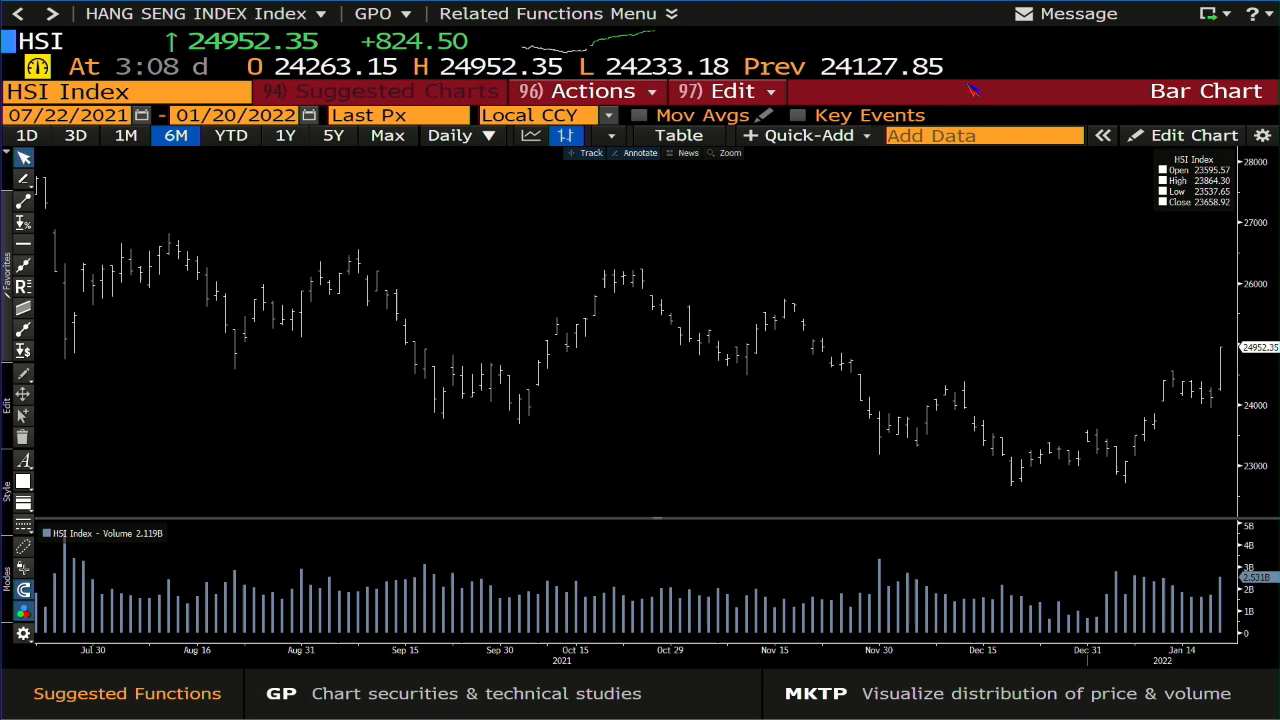 HANG SENG INDEX Index GPO Related Functions Menu Message ?
HSI ↑ 24952.35 +824.50
At 3:08 d O 24263.15 H 24952.35 L 24233.18 Prev 24127.85
HSI Index 94) Suggested Charts 96) Actions 97) Edit Bar Chart
07/22/2021 - 01/20/2022 Last Px Local CCY Mov Avgs Key Events
1D 3D 1M 6M YTD 1Y 5Y Max Daily ▼ Table + Quick-Add Add Data « Edit Chart
Track Annotate News Zoom
HSI Index
Open 23595.57
High 23864.30
Low 23537.65
Close 23658.92
28000
27000
26000
24952.35
24000
23000
Favorites
Edit
Style
Modes
HSI Index - Volume 2.119B
5B
4B
2.531B
2B
1B
0
Jul 30 Aug 16 Aug 31 Sep 15 Sep 30 Oct 15 Oct 29 Nov 15 Nov 30 Dec 15 Dec 31 Jan 14
2021 2022
Suggested Functions GP Chart securities & technical studies MKTP Visualize distribution of price & volume